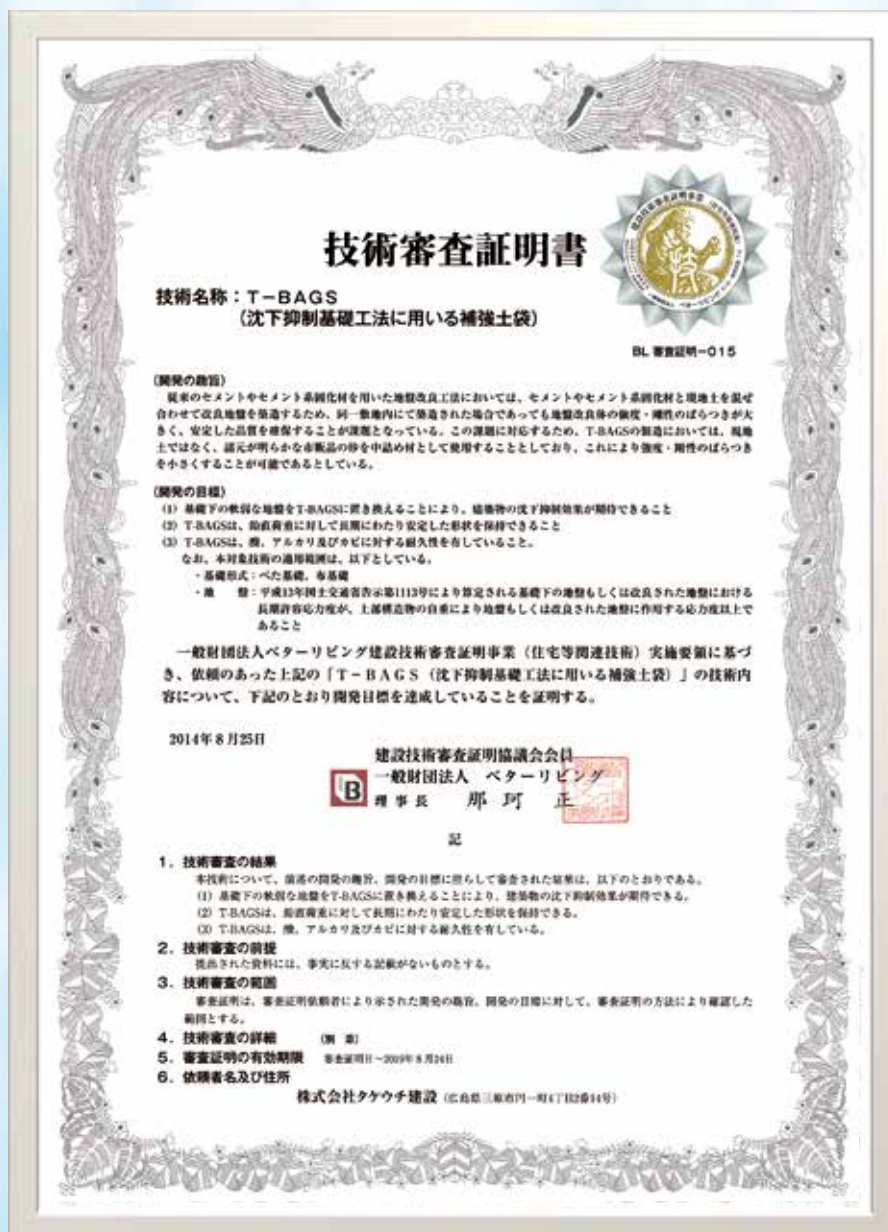 技術審査証明書
技術名称：T－BAGS
（沈下抑制基礎工法に用いる補強土袋）
BL 審査証明－015
(開発の趣旨)
従来のセメントやセメント系固化材を用いた地盤改良工法においては、セメントやセメント系固化材と現地土を混ぜ
合わせて改良地盤を築造するため、同一敷地内にて築造された場合であっても地盤改良体の強度・剛性のばらつきが大
きく、安定した品質を確保することが課題となっている。この課題に対応するため、T-BAGSの製造においては、現地
土ではなく、諸元が明らかな市販品の砂を中詰め材として使用することとしており、これにより強度・剛性のばらつき
を小さくすることが可能であるとしている。
(開発の目標)
(1) 基礎下の軟弱な地盤をT-BAGSに置き換えることにより、建築物の沈下抑制効果が期待できること
(2) T-BAGSは、鉛直荷重に対して長期にわたり安定した形状を保持できること
(3) T-BAGSは、酸、アルカリ及びカビに対する耐久性を有していること。
なお、本対象技術の適用範囲は、以下としている。
・基礎形式：べた基礎、布基礎
・地　　盤：平成13年国土交通省告示第1113号により算定される基礎下の地盤もしくは改良された地盤における
長期許容応力度が、上部構造物の自重により地盤もしくは改良された地盤に作用する応力度以上で
あること
一般財団法人ベターリビング建設技術審査証明事業（住宅等関連技術）実施要領に基づ
き、依頼のあった上記の「T－BAGS（沈下抑制基礎工法に用いる補強土袋）」の技術内
容について、下記のとおり開発目標を達成していることを証明する。
2014年8月25日
建設技術審査証明協議会会員
一般財団法人　ベターリビング
理事長　那珂　正
記
1．技術審査の結果
本技術について、前述の開発の趣旨、開発の目標に照らして審査された結果は、以下のとおりである。
(1) 基礎下の軟弱な地盤をT-BAGSに置き換えることにより、建築物の沈下抑制効果が期待できる。
(2) T-BAGSは、鉛直荷重に対して長期にわたり安定した形状を保持できる。
(3) T-BAGSは、酸、アルカリ及びカビに対する耐久性を有している。
2．技術審査の前提
提出された資料には、事実に反する記載がないものとする。
3．技術審査の範囲
審査証明は、審査証明依頼者により示された開発の趣旨、開発の目標に対して、審査証明の方法により確認した
範囲とする。
4．技術審査の詳細　（別　添）
5．審査証明の有効期限　審査証明日～2019年8月24日
6．依頼者名及び住所
株式会社タケウチ建設（広島県三原市円一町4丁目2番14号）